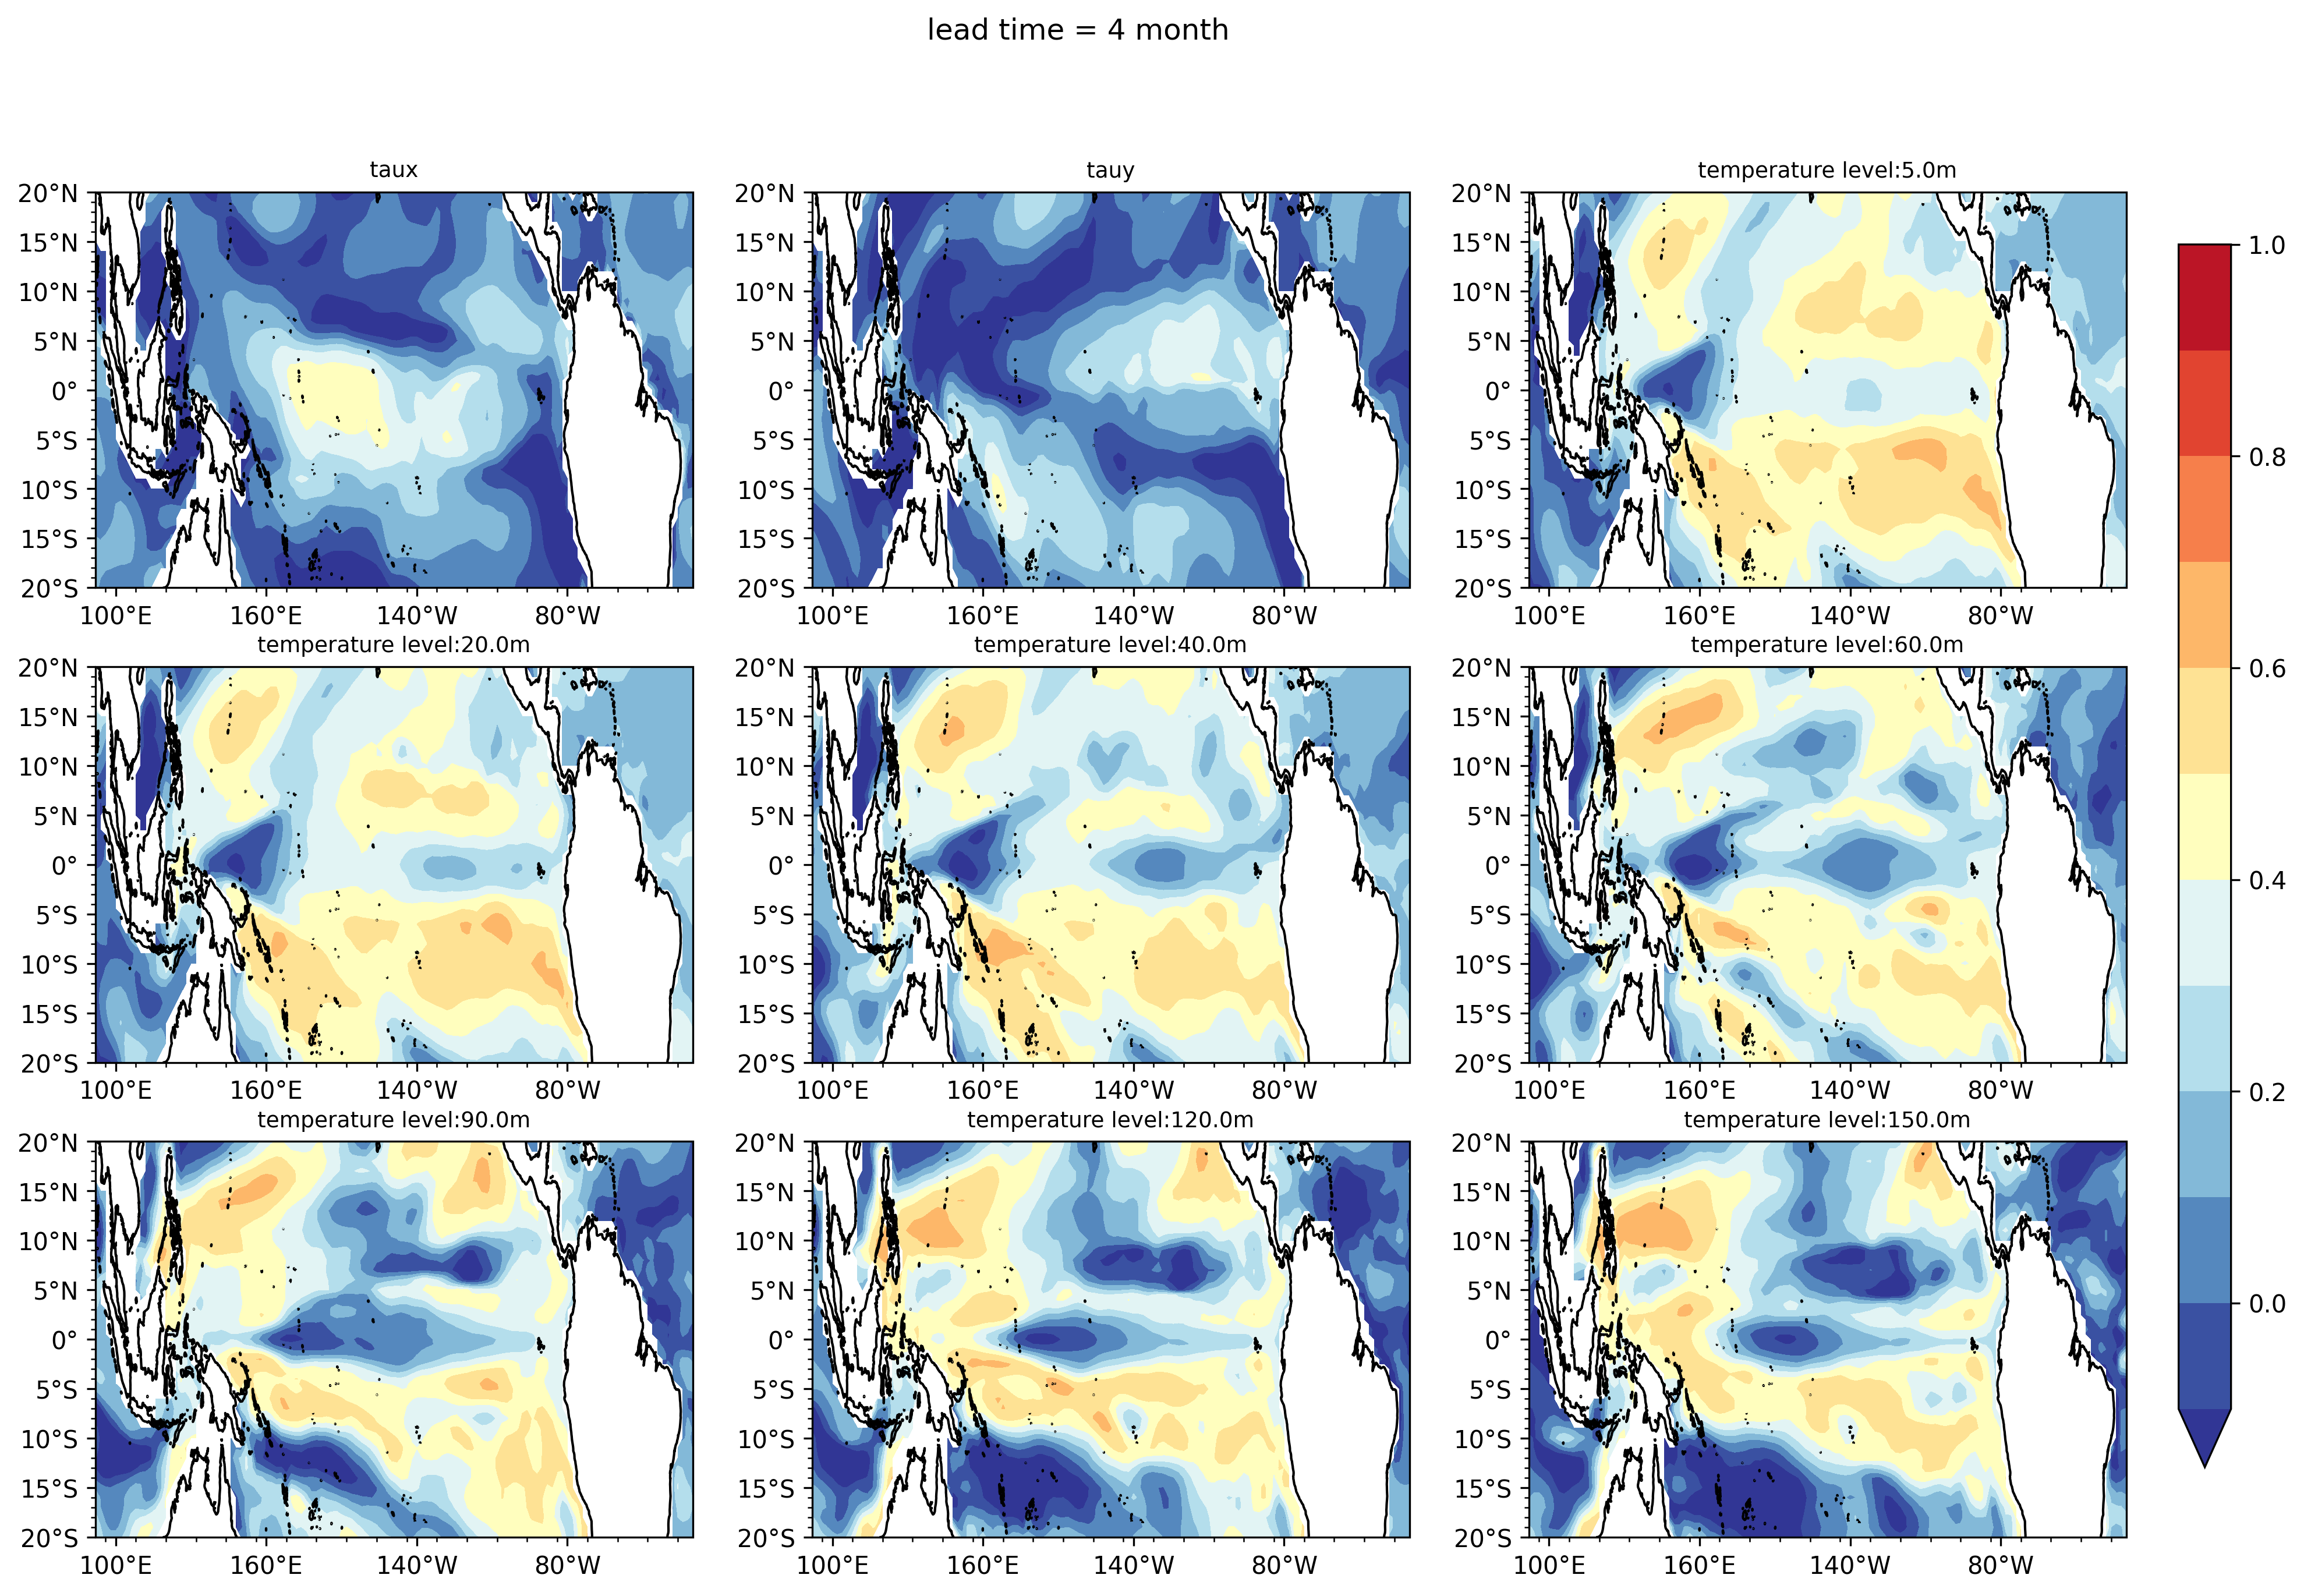 lead time = 4 month
taux
tauy
temperature level:5.0m
20°N
15°N
10°N
5°N
0°
5°S
10°S
15°S
20°S
100°E
160°E
140°W
80°W
20°N
15°N
10°N
5°N
0°
5°S
10°S
15°S
20°S
100°E
160°E
140°W
80°W
20°N
15°N
10°N
5°N
0°
5°S
10°S
15°S
20°S
100°E
160°E
140°W
80°W
temperature level:20.0m
temperature level:40.0m
temperature level:60.0m
20°N
15°N
10°N
5°N
0°
5°S
10°S
15°S
20°S
100°E
160°E
140°W
80°W
20°N
15°N
10°N
5°N
0°
5°S
10°S
15°S
20°S
100°E
160°E
140°W
80°W
20°N
15°N
10°N
5°N
0°
5°S
10°S
15°S
20°S
100°E
160°E
140°W
80°W
temperature level:90.0m
temperature level:120.0m
temperature level:150.0m
20°N
15°N
10°N
5°N
0°
5°S
10°S
15°S
20°S
100°E
160°E
140°W
80°W
20°N
15°N
10°N
5°N
0°
5°S
10°S
15°S
20°S
100°E
160°E
140°W
80°W
20°N
15°N
10°N
5°N
0°
5°S
10°S
15°S
20°S
100°E
160°E
140°W
80°W
1.0
0.8
0.6
0.4
0.2
0.0